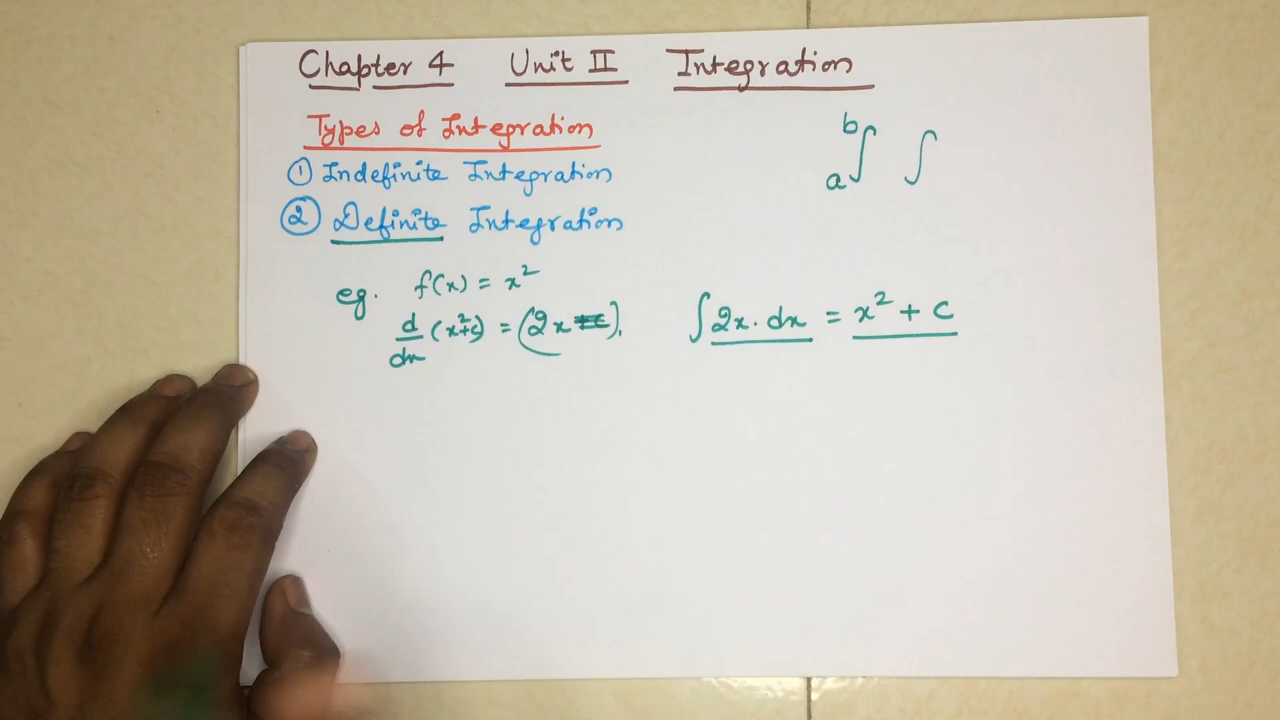 Chapter 4 Unit II Integration
Types of Integration
① Indefinite Integration
② Definite Integration
b∫a ∫
eg. f(x) = x²
d/dx (x²+c) = (2x).
∫2x. dx = x² + c